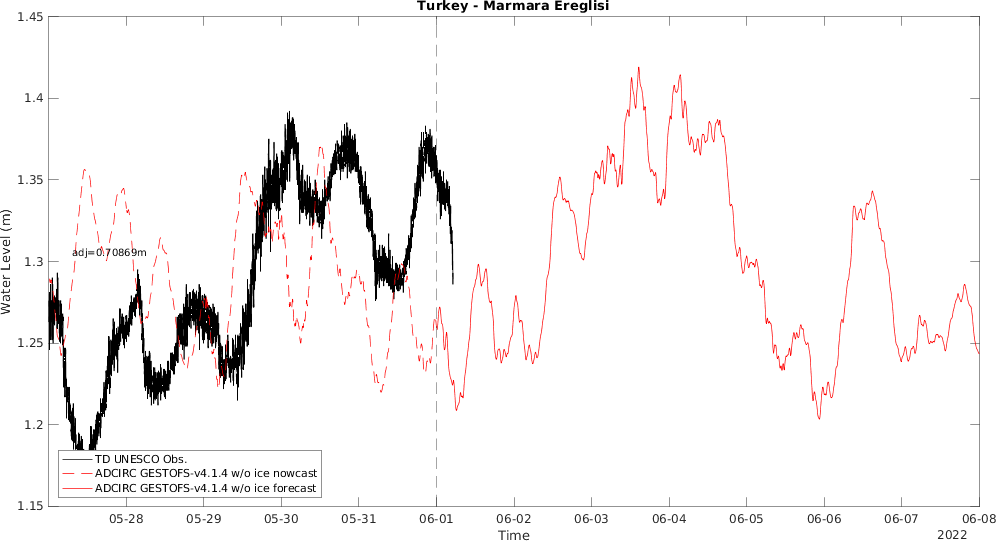 Turkey - Marmara Ereglisi
1.45
1.4
1.35
1.3
1.25
1.2
1.15
Water Level (m)
adj=0.70869m
TD UNESCO Obs.
ADCIRC GESTOFS-v4.1.4 w/o ice nowcast
ADCIRC GESTOFS-v4.1.4 w/o ice forecast
05-28 05-29 05-30 05-31 06-01 06-02 06-03 06-04 06-05 06-06 06-07 06-08
Time
2022